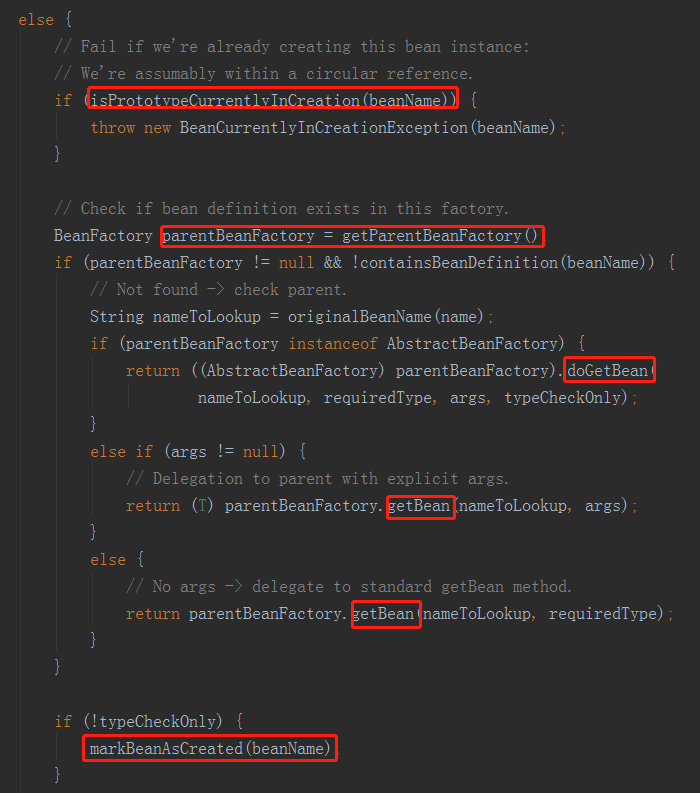 else {
// Fail if we're already creating this bean instance:
// We're assumably within a circular reference.
if (isPrototypeCurrentlyInCreation(beanName)) {
throw new BeanCurrentlyInCreationException(beanName);
}
// Check if bean definition exists in this factory.
BeanFactory parentBeanFactory = getParentBeanFactory();
if (parentBeanFactory != null && !containsBeanDefinition(beanName)) {
// Not found -> check parent.
String nameToLookup = originalBeanName(name);
if (parentBeanFactory instanceof AbstractBeanFactory) {
return ((AbstractBeanFactory) parentBeanFactory).doGetBean(
nameToLookup, requiredType, args, typeCheckOnly);
}
else if (args != null) {
// Delegation to parent with explicit args.
return (T) parentBeanFactory.getBean(nameToLookup, args);
}
else {
// No args -> delegate to standard getBean method.
return parentBeanFactory.getBean(nameToLookup, requiredType);
}
}
if (!typeCheckOnly) {
markBeanAsCreated(beanName);
}